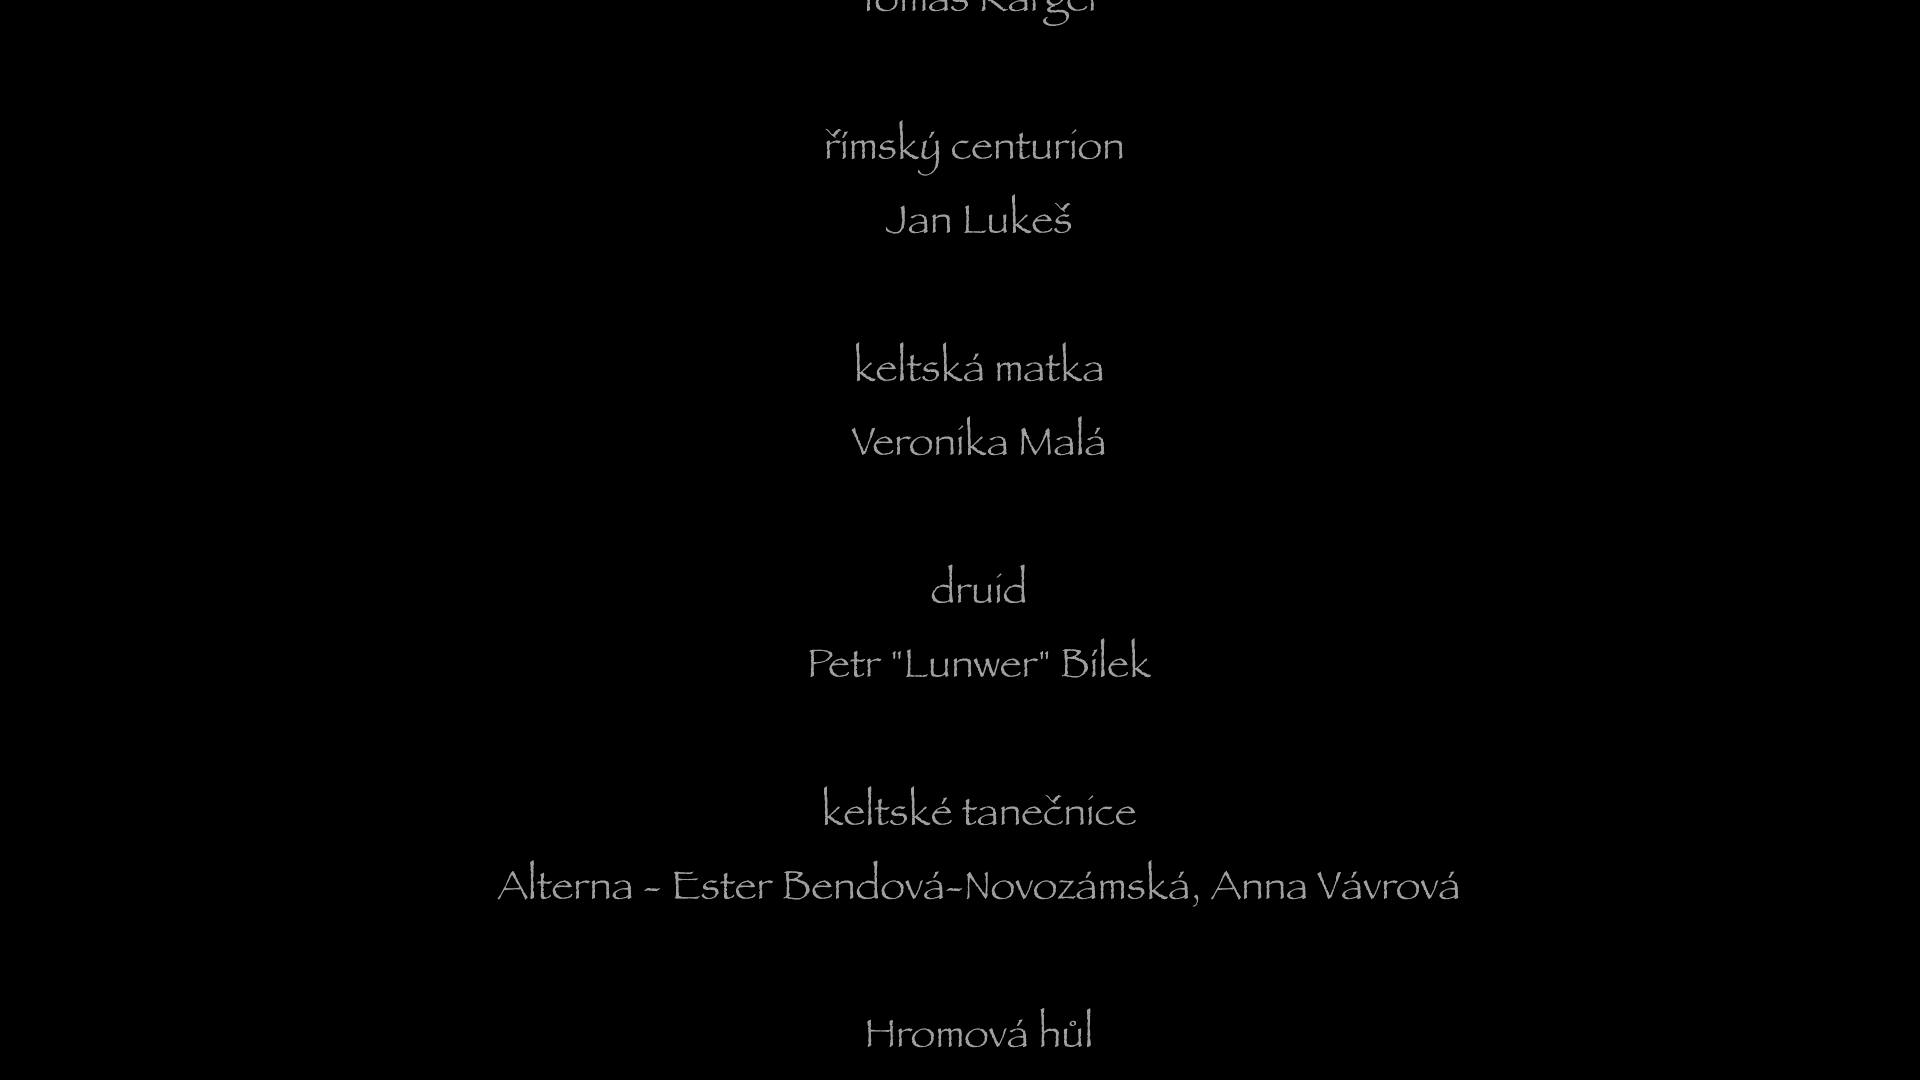 římský centurion
Jan Lukeš
keltská matka
Veronika Malá
druid
Petr "Lunwer" Bílek
keltské tanečnice
Alterna - Ester Bendová-Novozámská, Anna Vávrová
Hromová hůl